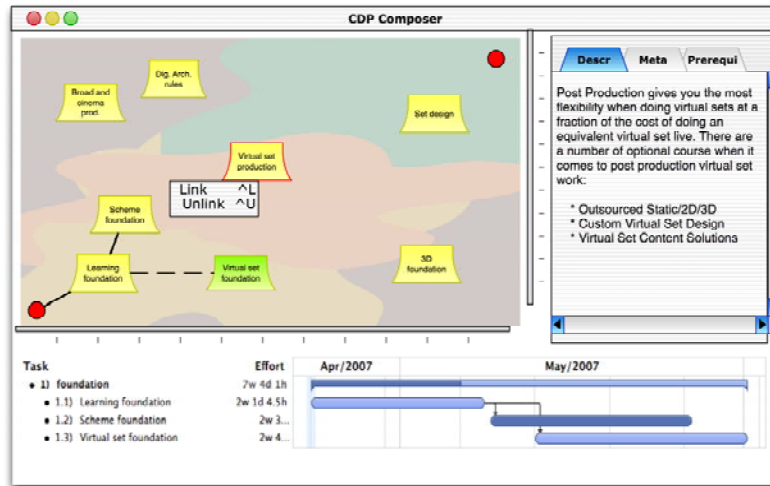 CDP Composer
Broad and
cinema
prod.
Dig. Arch.
rules
Set design
Virtual set
production
Link ^L
Unlink ^U
Scheme
foundation
Learning
foundation
Virtual set
foundation
3D
foundation
Descr Meta Prerequi
Post Production gives you the most
flexibility when doing virtual sets at a
fraction of the cost of doing an
equivalent virtual set live. There are
a number of optional course when it
comes to post production virtual set
work:
* Outsourced Static/2D/3D
* Custom Virtual Set Design
* Virtual Set Content Solutions
Task Effort Apr/2007 May/2007
1) foundation 7w 4d 1h
1.1) Learning foundation 2w 1d 4.5h
1.2) Scheme foundation 2w 3...
1.3) Virtual set foundation 2w 4...